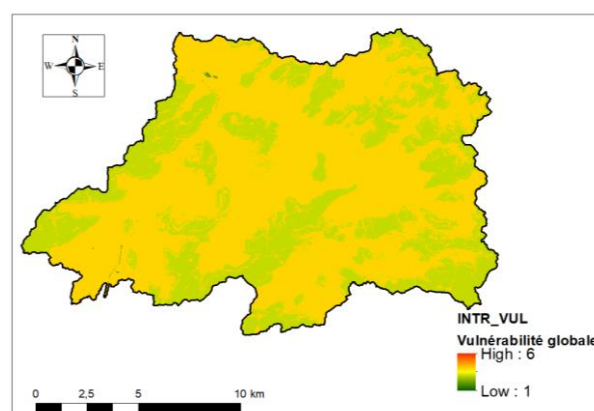 N
W E
S
INTR_VUL
Vulnérabilité globale
High : 6
Low : 1
0 2,5 5 10 km